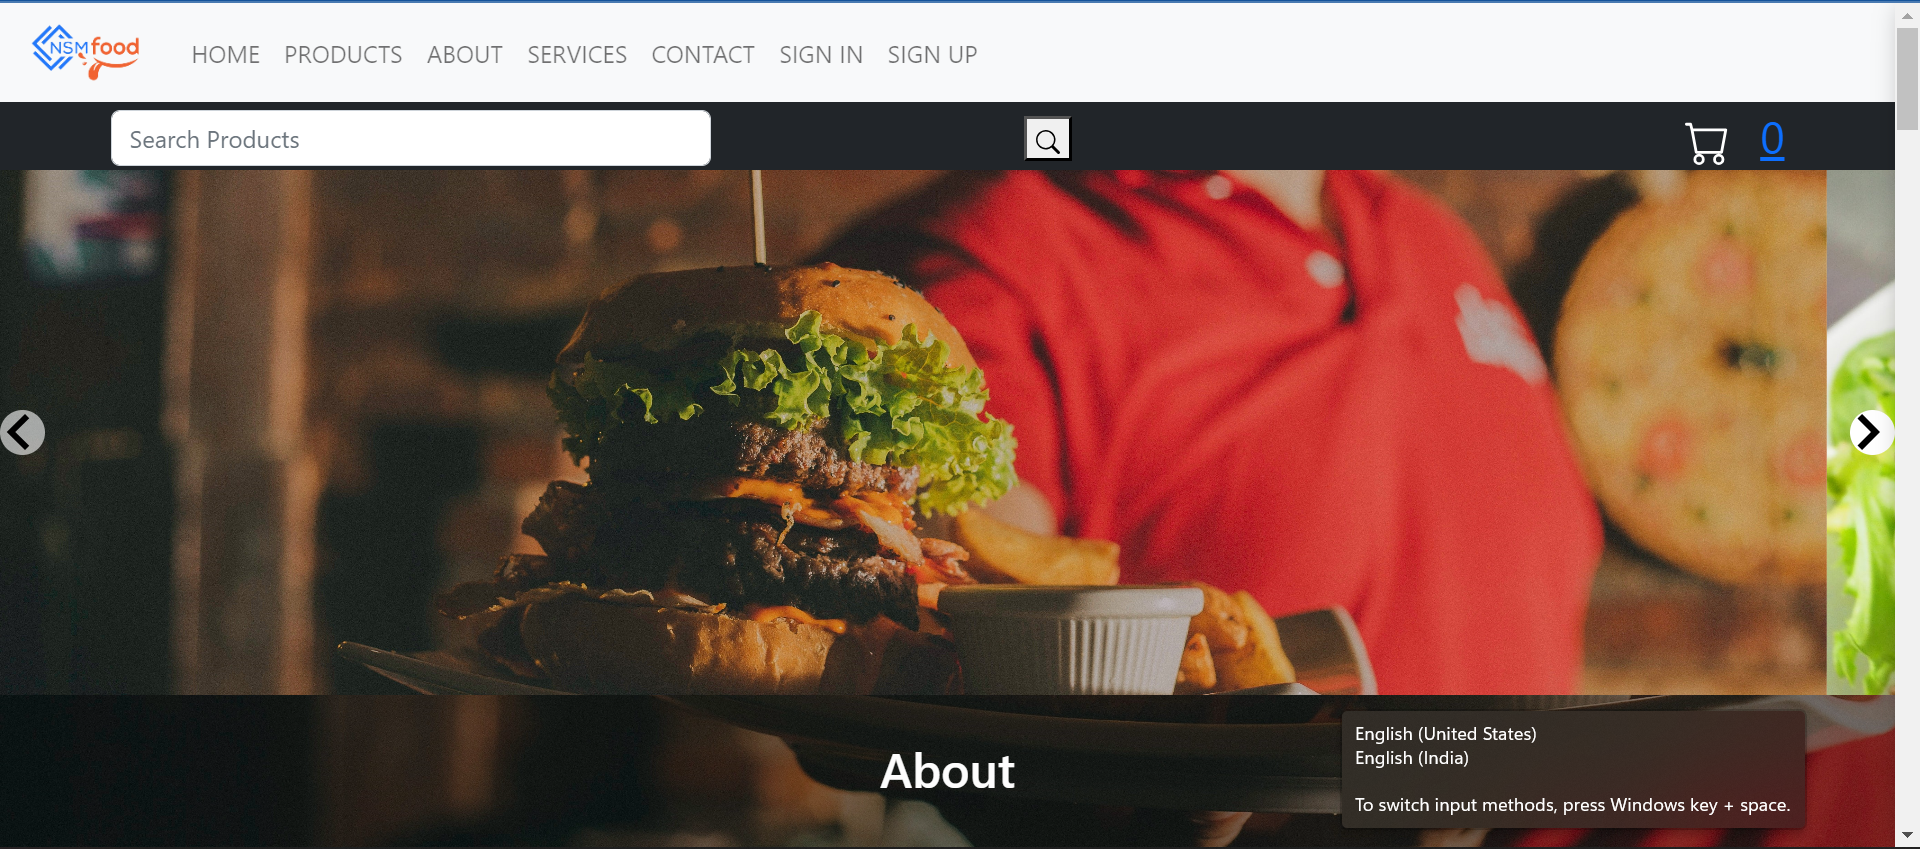 NSM food
HOME PRODUCTS ABOUT SERVICES CONTACT SIGN IN SIGN UP
Search Products
0
About
English (United States)
English (India)
To switch input methods, press Windows key + space.